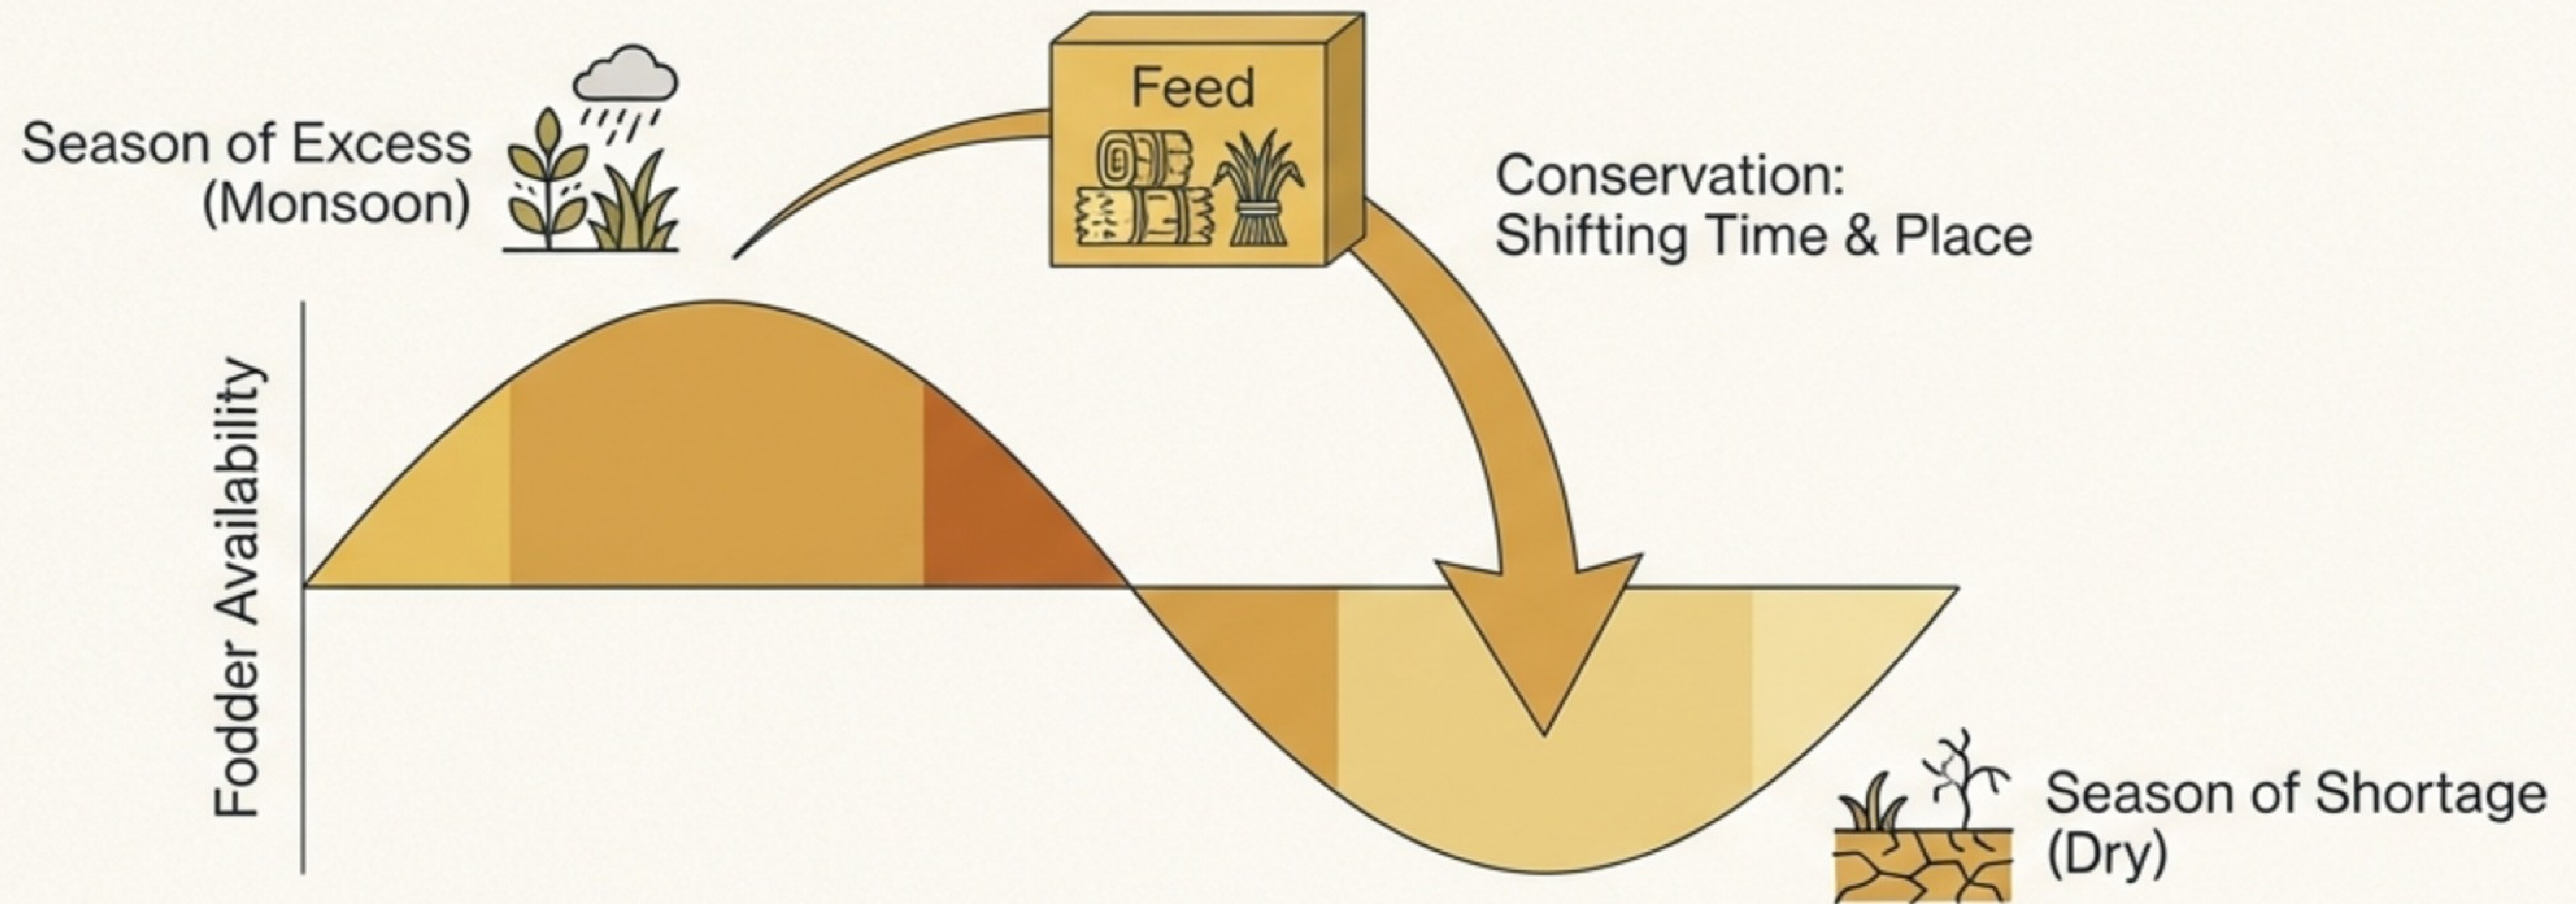 Season of Excess
(Monsoon)
Feed
Conservation:
Shifting Time & Place
Fodder Availability
Season of Shortage
(Dry)